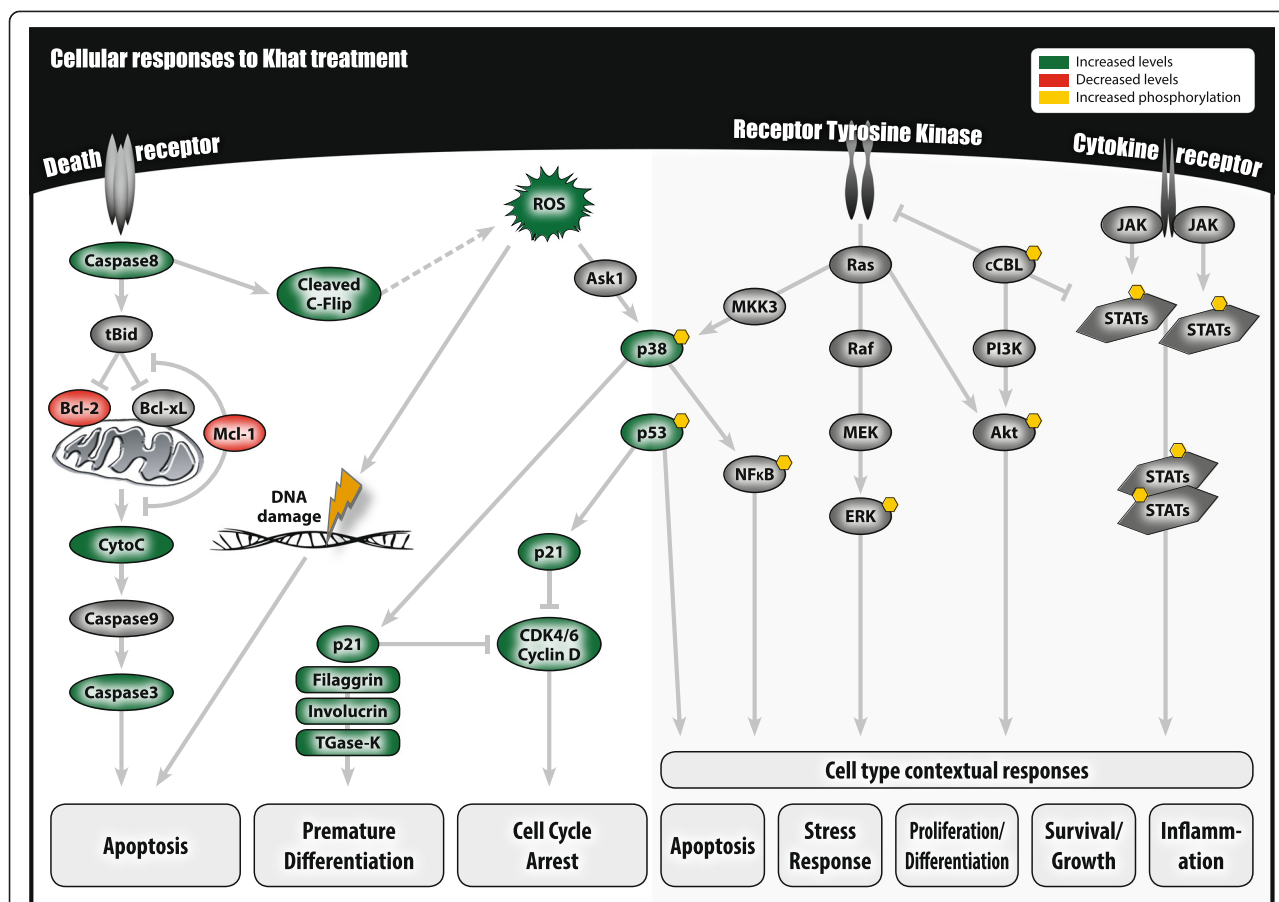 Cellular responses to Khat treatment
Increased levels
Decreased levels
Increased phosphorylation
Death receptor
Receptor Tyrosine Kinase
Cytokine receptor
ROS
JAK
JAK
Caspase8
Cleaved
C-Flip
Ask1
Ras
cCBL
MKK3
STATs
STATs
tBid
p38
Raf
PI3K
Bcl-2
Bcl-xL
Mcl-1
p53
MEK
Akt
NFκB
STATs
STATs
DNA
damage
ERK
CytoC
p21
Caspase9
p21
CDK4/6
Cyclin D
Filaggrin
Involucrin
TGase-K
Caspase3
Cell type contextual responses
Apoptosis
Premature
Differentiation
Cell Cycle
Arrest
Apoptosis
Stress
Response
Proliferation/
Differentiation
Survival/
Growth
Inflamm-
ation